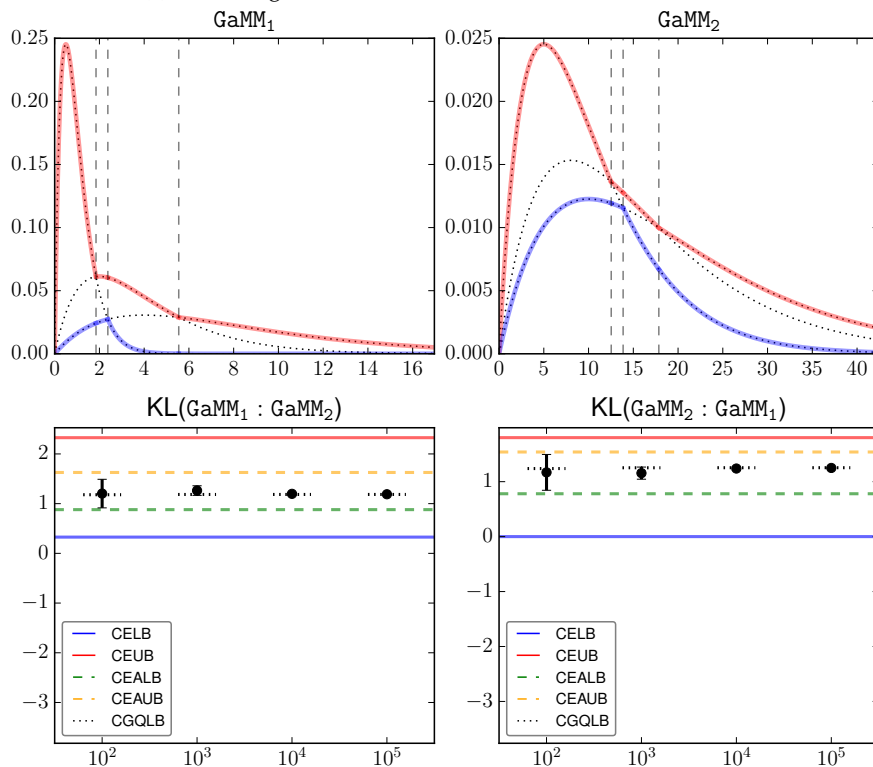 GaMM1 GaMM2
0.25 0.20 0.15 0.10 0.05 0.00
0 2 4 6 8 10 12 14 16
0.025 0.020 0.015 0.010 0.005 0.000
0 5 10 15 20 25 30 35 40
KL(GaMM1 : GaMM2) KL(GaMM2 : GaMM1)
2 1 0 −1 −2 −3
CELB
CEUB
CEALB
CEAUB
CGQLB
10^2 10^3 10^4 10^5
1 0 −1 −2 −3
CELB
CEUB
CEALB
CEAUB
CGQLB
10^2 10^3 10^4 10^5